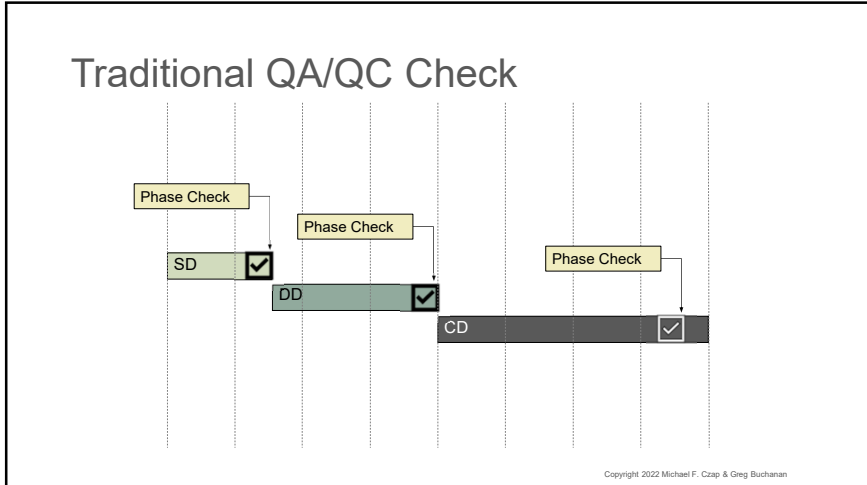 Traditional QA/QC Check
Phase Check
Phase Check
Phase Check
SD
DD
CD
Copyright 2022 Michael F. Czap & Greg Buchanan